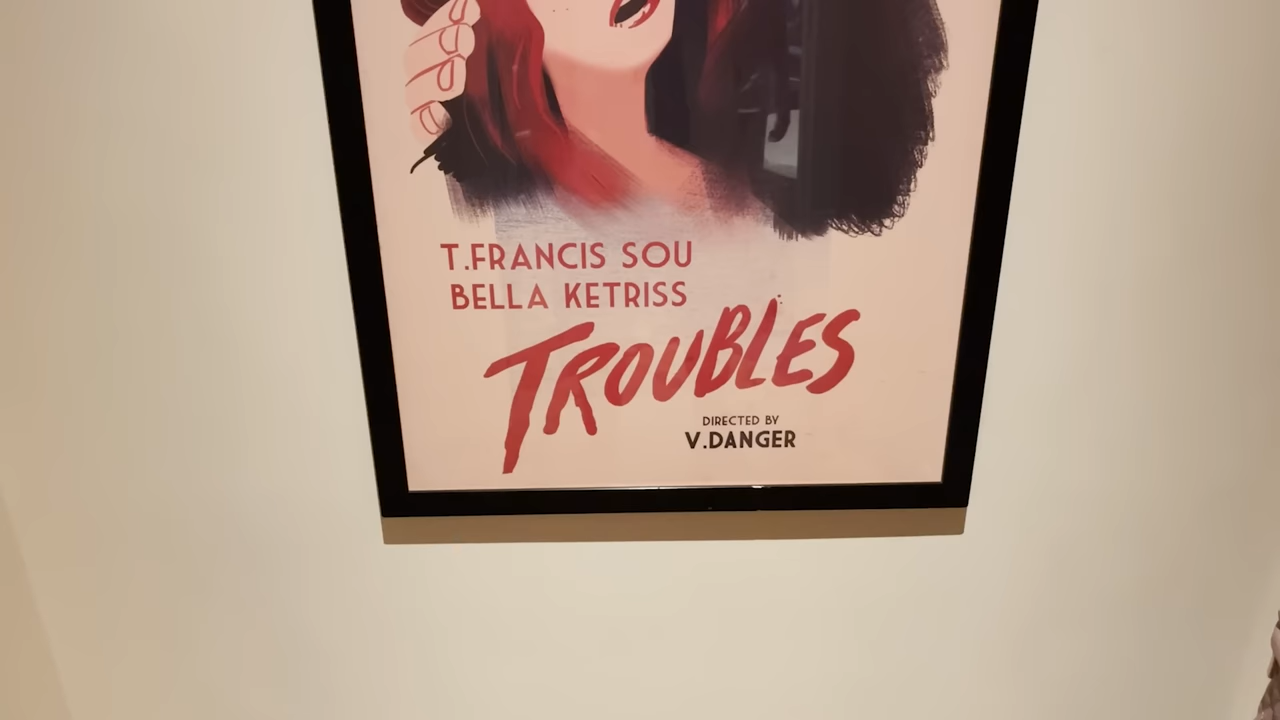 T.FRANCIS SOU
BELLA KETRISS
TROUBLES
DIRECTED BY
V.DANGER